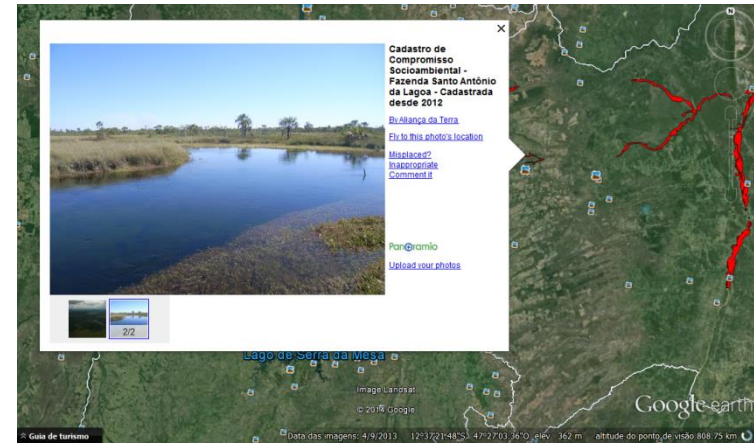 Cadastro de
Compromisso
Socioambiental -
Fazenda Santo Antônio
da Lagoa - Cadastrada
desde 2012
By Aliança da Terra
Fly to this photo's location
Misplaced?
Inappropriate
Comment it
Panoramio
Upload your photos
2/2
Lago de Serra da Mesa
Image Landsat
© 2014 Google
Google earth
N
Guia de turismo
Data das imagens: 4/9/2013 12°37'21.48"S 47°27'03.36"O elev 362 m altitude do ponto de visão 808.75 km